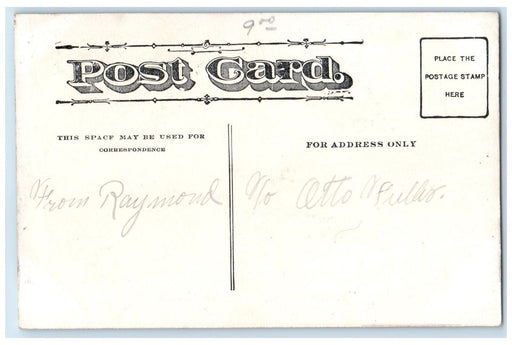 9.00
Post Card.
PLACE THE
POSTAGE STAMP
HERE
THIS SPACE MAY BE USED FOR
CORRESPONDENCE
FOR ADDRESS ONLY
From Raymond
To Otto